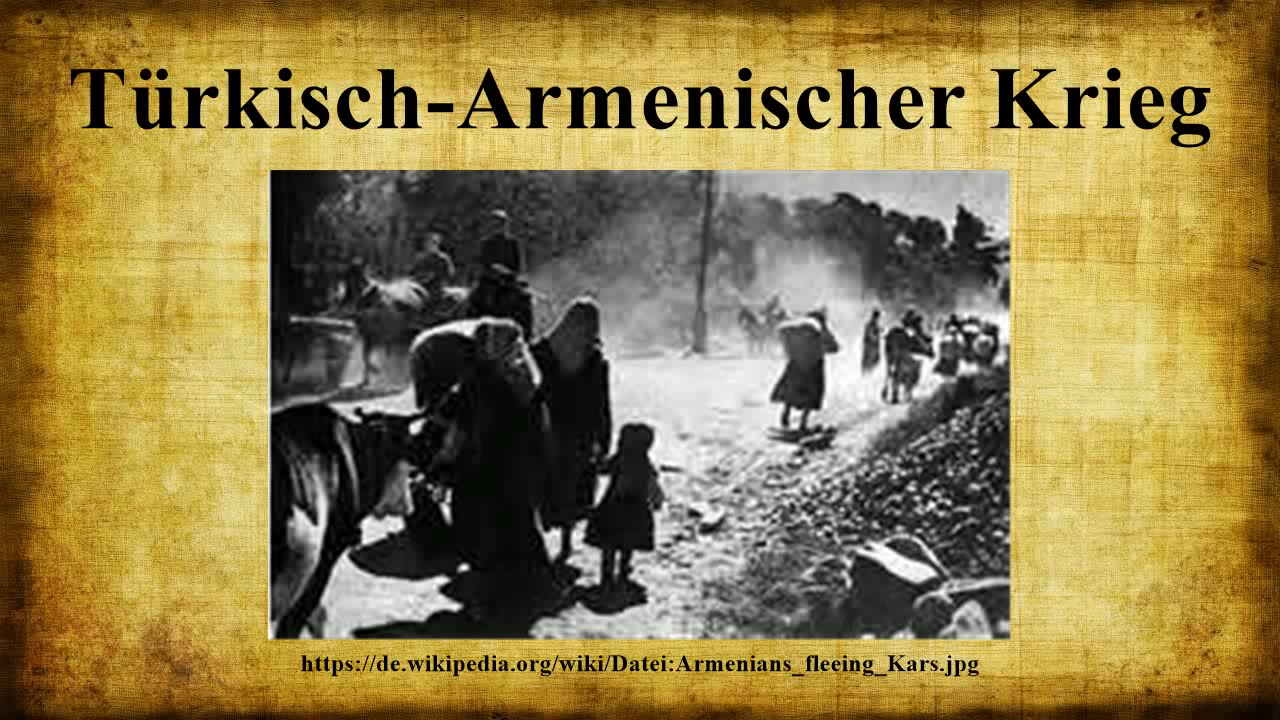 Türkisch-Armenischer Krieg
https://de.wikipedia.org/wiki/Datei:Armenians_fleeing_Kars.jpg